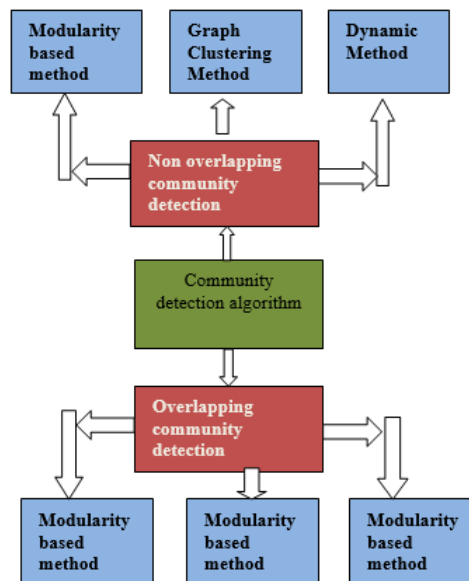 Modularity
based
method
Graph
Clustering
Method
Dynamic
Method
Non overlapping
community
detection
Community
detection algorithm
Overlapping
community
detection
Modularity
based method
Modularity
based method
Modularity
based method